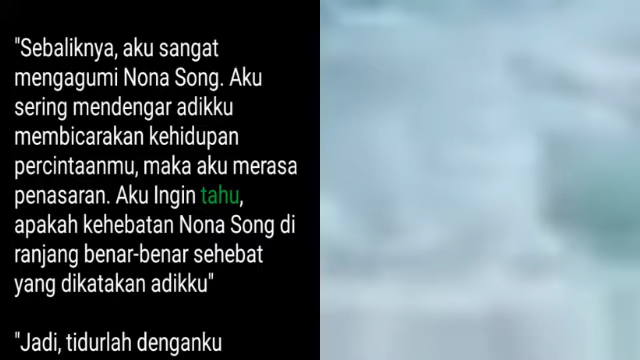 "Sebaliknya, aku sangat
mengagumi Nona Song. Aku
sering mendengar adikku
membicarakan kehidupan
percintaanmu, maka aku merasa
penasaran. Aku Ingin tahu,
apakah kehebatan Nona Song di
ranjang benar-benar sehebat
yang dikatakan adikku"
"Jadi, tidurlah denganku